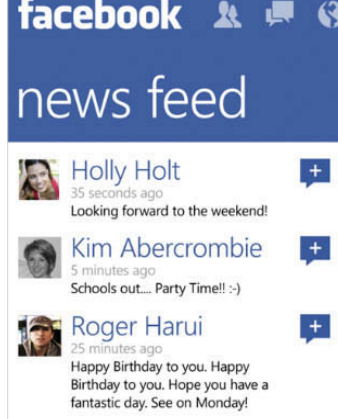 facebook
news feed
Holly Holt
35 seconds ago
Looking forward to the weekend!
Kim Abercrombie
5 minutes ago
Schools out.... Party Time!! :-)
Roger Harui
25 minutes ago
Happy Birthday to you. Happy
Birthday to you. Hope you have a
fantastic day. See on Monday!